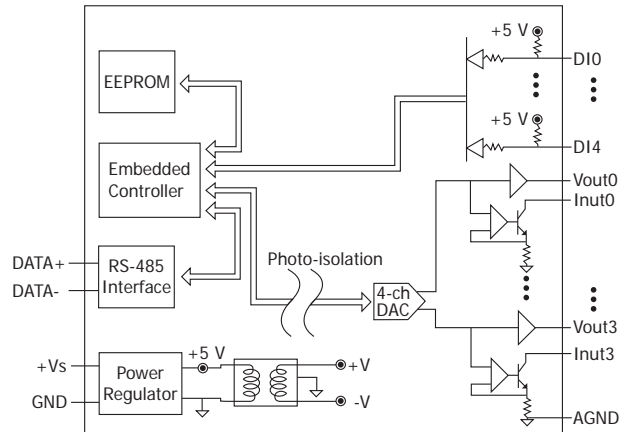 +5 V
DI0
EEPROM
+5 V
DI4
Embedded
Controller
Vout0
Inut0
DATA+
DATA-
RS-485
Interface
Photo-isolation
4-ch
DAC
Vout3
Inut3
+Vs
GND
Power
Regulator
+5 V
+V
-V
AGND